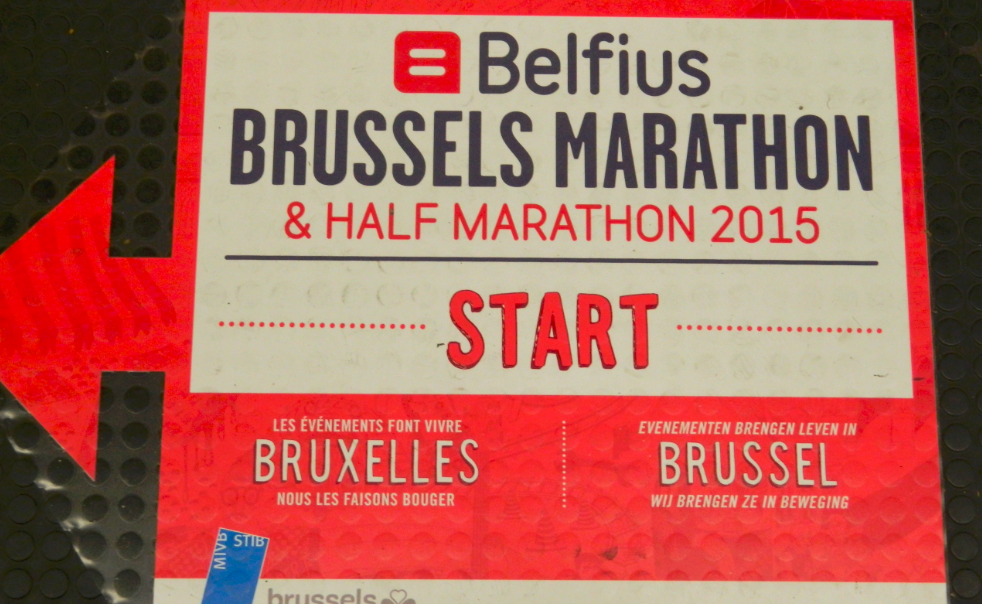 Belfius
BRUSSELS MARATHON
& HALF MARATHON 2015
START
LES ÉVÉNEMENTS FONT VIVRE
BRUXELLES
NOUS LES FAISONS BOUGER
EVENEMENTEN BRENGEN LEVEN IN
BRUSSEL
WIJ BRENGEN ZE IN BEWEGING
MIVB
STIB
brussels